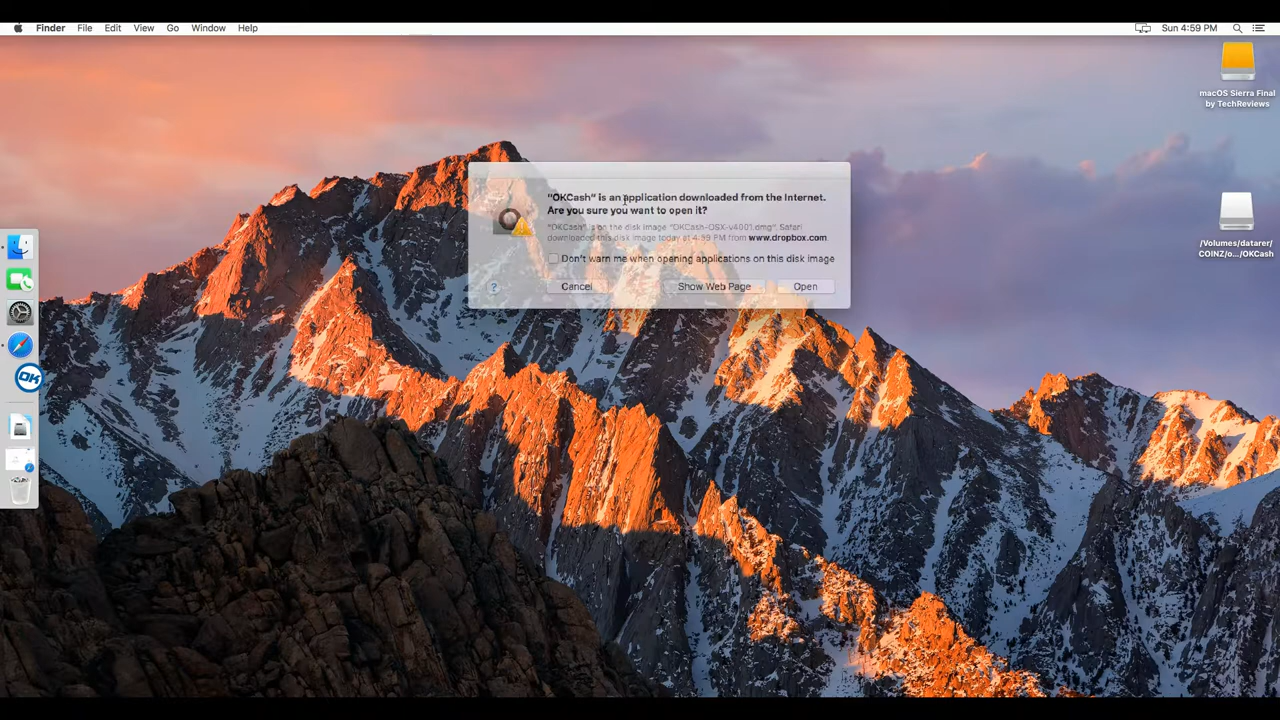 Finder File Edit View Go Window Help Sun 4:59 PM
macOS Sierra Final
by TechReviews
"OKCash" is an application downloaded from the Internet.
Are you sure you want to open it?
"OKCash" is on the disk image "OKCash-OSX-v4001.dmg". Safari
downloaded this disk image today at 4:59 PM from www.dropbox.com.
Don't warn me when opening applications on this disk image
? Cancel Show Web Page Open
/Volumes/datarer/
COINZ/o.../OKCash
OK